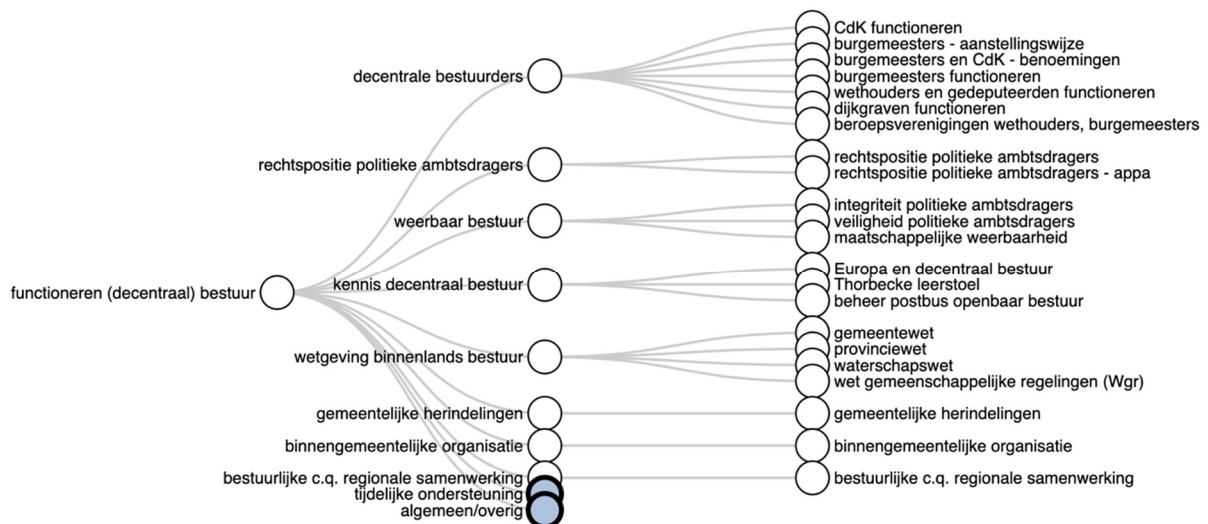 functioneren (decentraal) bestuur
decentrale bestuurders
CdK functioneren
burgemeesters - aanstellingswijze
burgemeesters en CdK - benoemingen
burgemeesters functioneren
wethouders en gedeputeerden functioneren
dijkgraven functioneren
beroepsverenigingen wethouders, burgemeesters
rechtspositie politieke ambtsdragers
rechtspositie politieke ambtsdragers
rechtspositie politieke ambtsdragers - appa
weerbaar bestuur
integriteit politieke ambtsdragers
veiligheid politieke ambtsdragers
maatschappelijke weerbaarheid
kennis decentraal bestuur
Europa en decentraal bestuur
Thorbecke leerstoel
beheer postbus openbaar bestuur
wetgeving binnenlands bestuur
gemeentewet
provinciewet
waterschapswet
wet gemeenschappelijke regelingen (Wgr)
gemeentelijke herindelingen
gemeentelijke herindelingen
binnengemeentelijke organisatie
binnengemeentelijke organisatie
bestuurlijke c.q. regionale samenwerking
bestuurlijke c.q. regionale samenwerking
tijdelijke ondersteuning
algemeen/overig